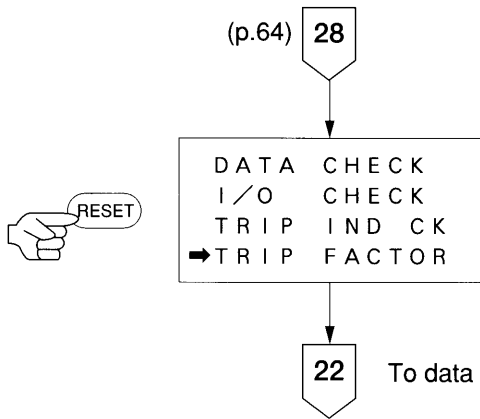 (p.64) 28
DATA CHECK
I/O CHECK
RESET
TRIP IND CK
➡TRIP FACTOR
22 To data